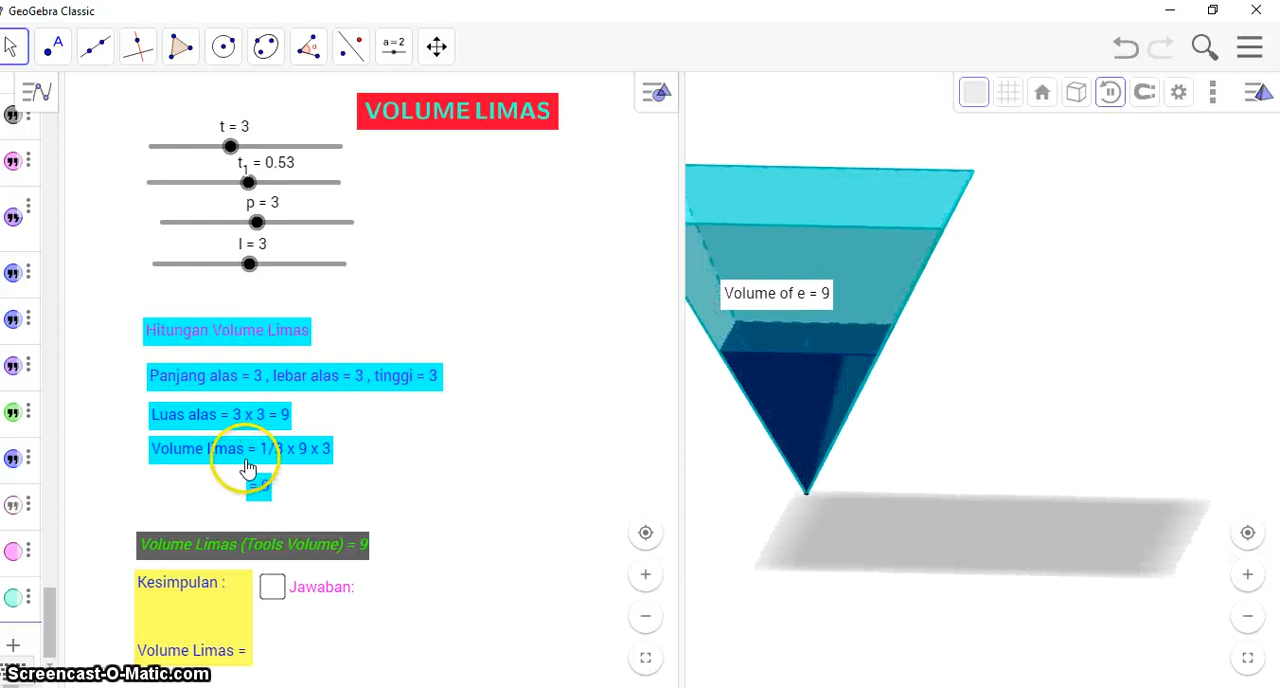 GeoGebra Classic
A
a=2
VOLUME LIMAS
t = 3
t1 = 0.53
p = 3
l = 3
Hitungan Volume Limas
Panjang alas = 3 , lebar alas = 3 , tinggi = 3
Luas alas = 3 x 3 = 9
Volume limas = 1/3 x 9 x 3
= 9
Volume Limas (Tools Volume) = 9
Kesimpulan :
Jawaban:
Volume Limas =
Volume of e = 9
Screencast-O-Matic.com